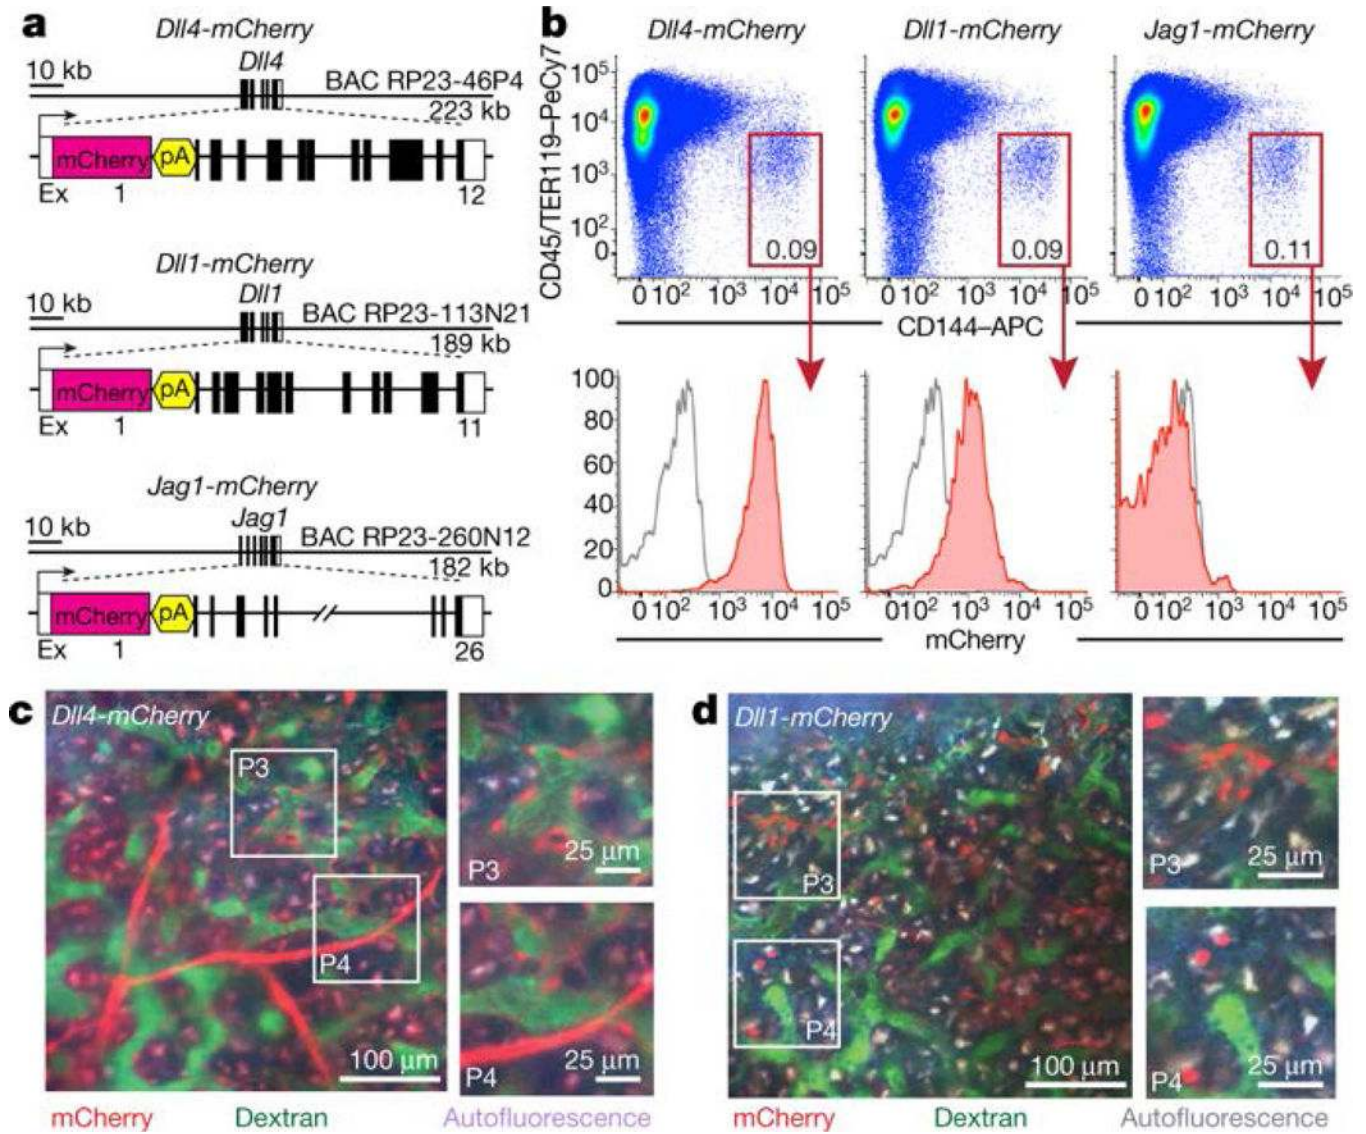 a
Dll4-mCherry
10 kb
Dll4
BAC RP23-46P4
223 kb
mCherry
pA
Ex
1
12
Dll1-mCherry
10 kb
Dll1
BAC RP23-113N21
189 kb
mCherry
pA
Ex
1
11
Jag1-mCherry
10 kb
Jag1
BAC RP23-260N12
182 kb
mCherry
pA
Ex
1
26
b
Dll4-mCherry
Dll1-mCherry
Jag1-mCherry
CD45/TER119–PeCy7
10⁵
10⁴
10³
10²
0
0.09
0.09
0.11
0 10² 10³ 10⁴ 10⁵
0 10² 10³ 10⁴ 10⁵
0 10² 10³ 10⁴ 10⁵
CD144–APC
100
80
60
40
20
0
0 10² 10³ 10⁴ 10⁵
0 10² 10³ 10⁴ 10⁵
0 10² 10³ 10⁴ 10⁵
mCherry
c
Dll4-mCherry
P3
P4
100 µm
P3
25 µm
P4
25 µm
mCherry
Dextran
Autofluorescence
d
Dll1-mCherry
P3
P4
100 µm
P3
25 µm
P4
25 µm
mCherry
Dextran
Autofluorescence